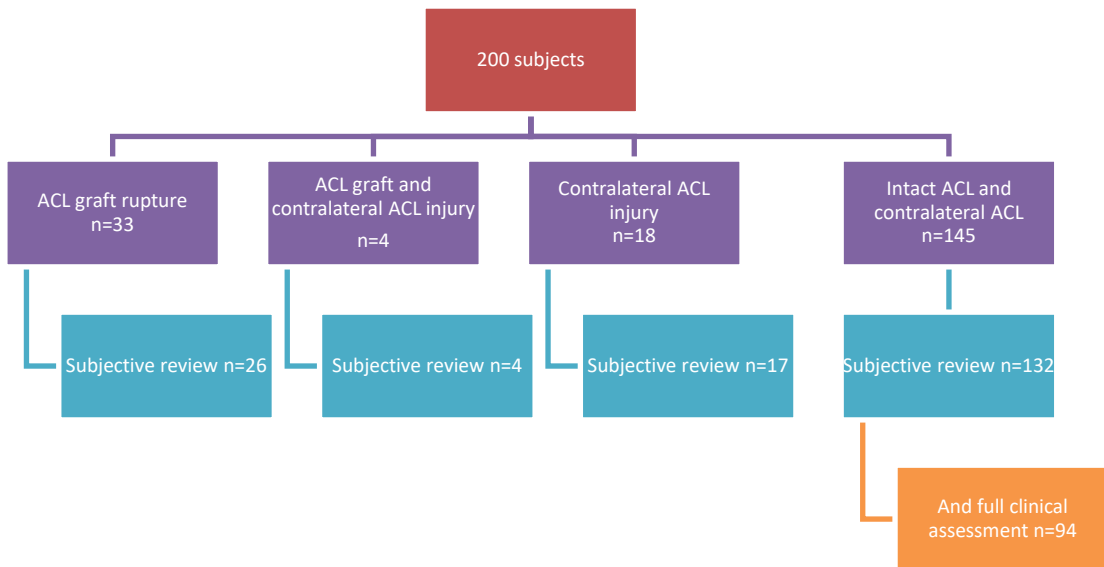 200 subjects
ACL graft rupture
n=33
ACL graft and
contralateral ACL injury
n=4
Contralateral ACL
injury
n=18
Intact ACL and
contralateral ACL
n=145
Subjective review n=26
Subjective review n=4
Subjective review n=17
Subjective review n=132
And full clinical
assessment n=94